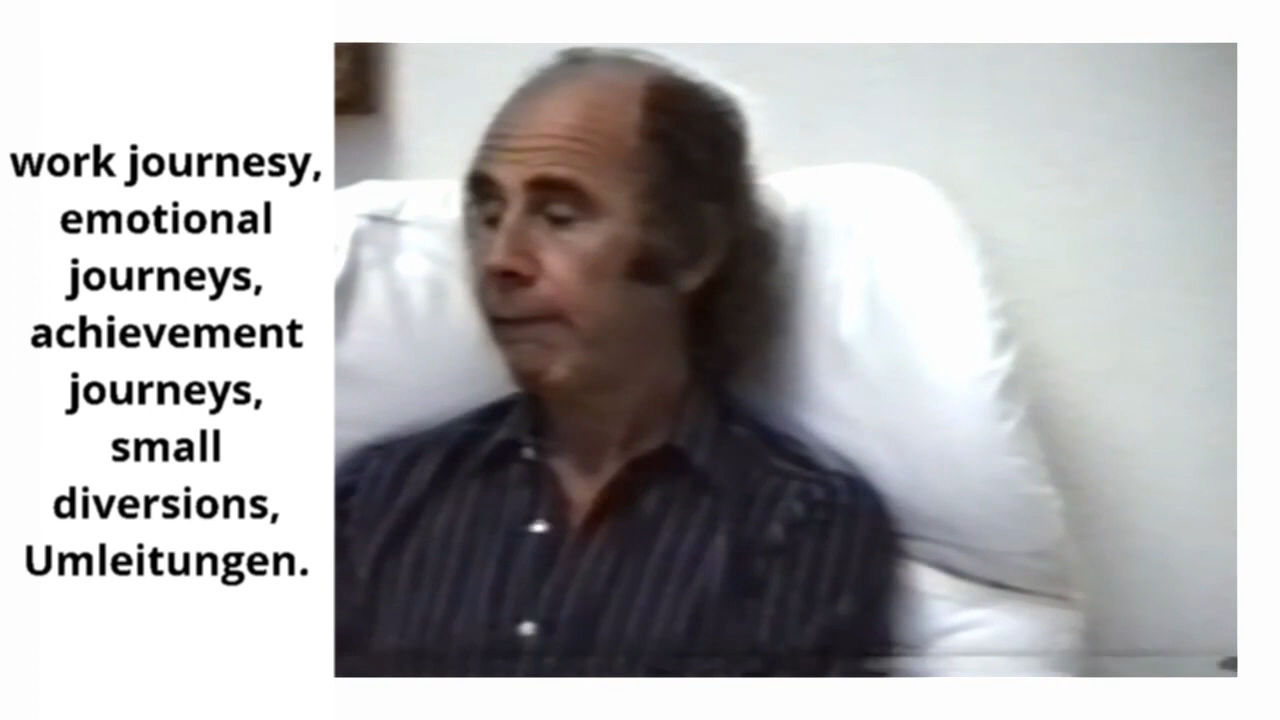 work journesy,
emotional
journeys,
achievement
journeys,
small
diversions,
Umleitungen.